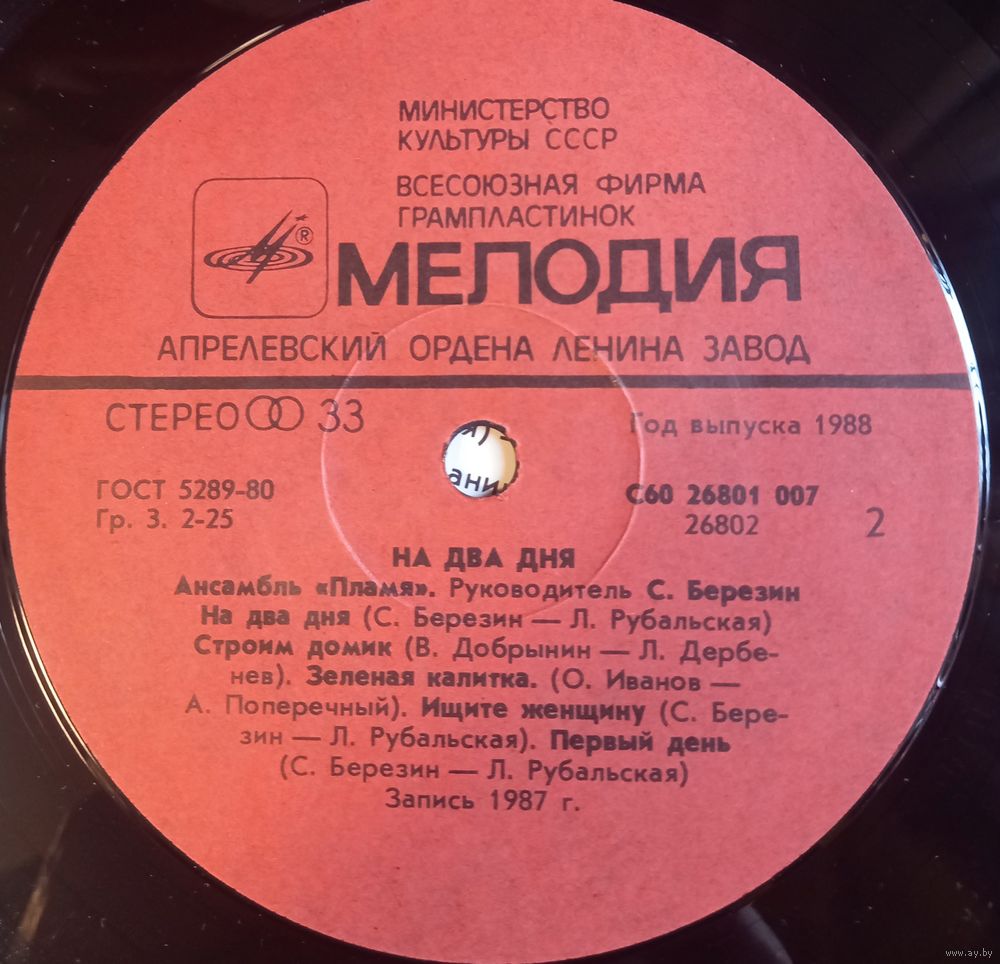 МИНИСТЕРСТВО
КУЛЬТУРЫ СССР
ВСЕСОЮЗНАЯ ФИРМА
ГРАМПЛАСТИНОК
®
МЕЛОДИЯ
АПРЕЛЕВСКИЙ ОРДЕНА ЛЕНИНА ЗАВОД
СТЕРЕО 33
Год выпуска 1988
ГОСТ 5289-80
Гр. 3. 2-25
С60 26801 007
26802
2
НА ДВА ДНЯ
Ансамбль «Пламя». Руководитель С. Березин
На два дня (С. Березин — Л. Рубальская)
Строим домик (В. Добрынин — Л. Дербе-
нев). Зеленая калитка. (О. Иванов —
А. Поперечный). Ищите женщину (С. Бере-
зин — Л. Рубальская). Первый день
(С. Березин — Л. Рубальская)
Запись 1987 г.
www.ay.by